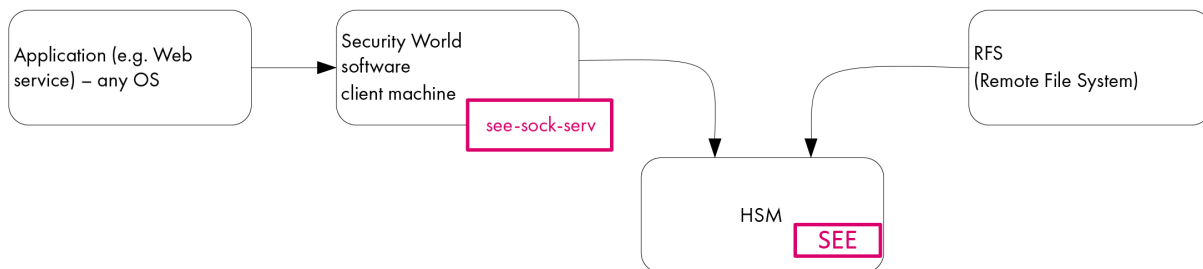 Application (e.g. Web
service) – any OS
Security World
software
client machine
see-sock-serv
RFS
(Remote File System)
HSM
SEE